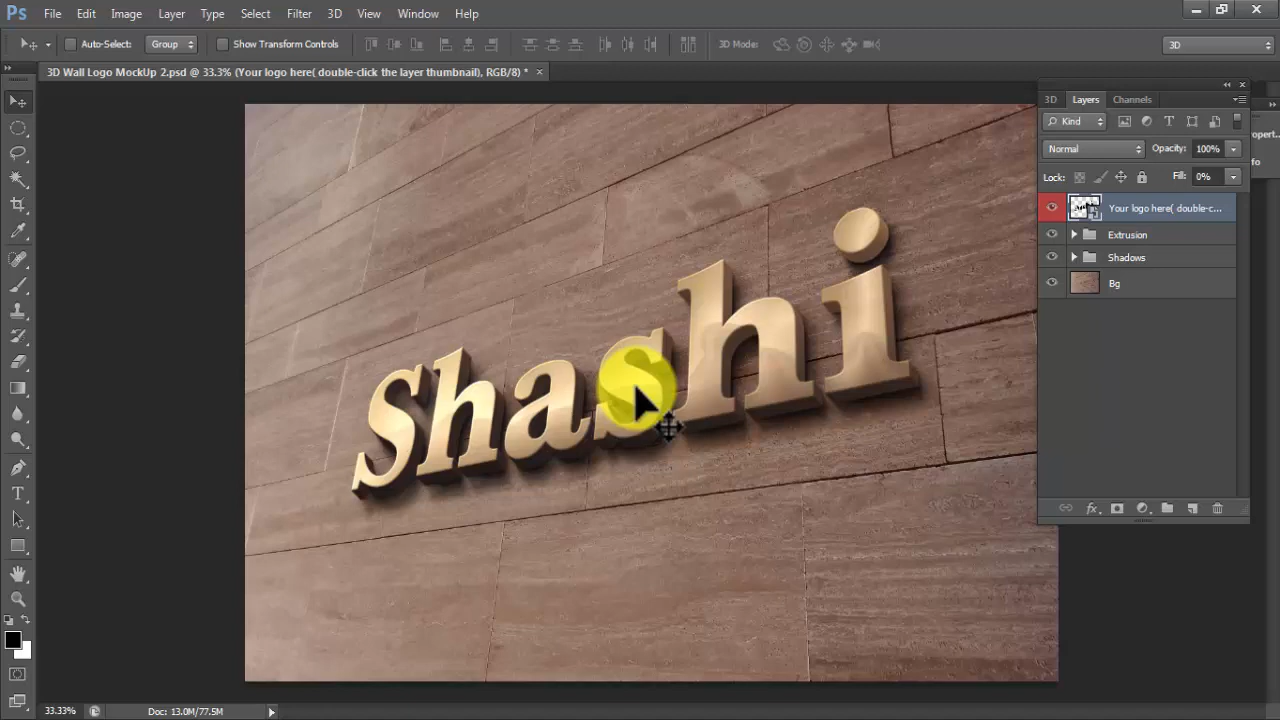 Ps File Edit Image Layer Type Select Filter 3D View Window Help
Auto-Select: Group Show Transform Controls 3D Mode: 3D
3D Wall Logo MockUp 2.psd @ 33.3% (Your logo here( double-click the layer thumbnail), RGB/8) * ×
Shashi
3D Layers Channels
Kind T
Normal Opacity: 100%
Lock: Fill: 0%
Your logo here( double-c...
Extrusion
Shadows
Bg
fx
33.33% Doc: 13.0M/77.5M